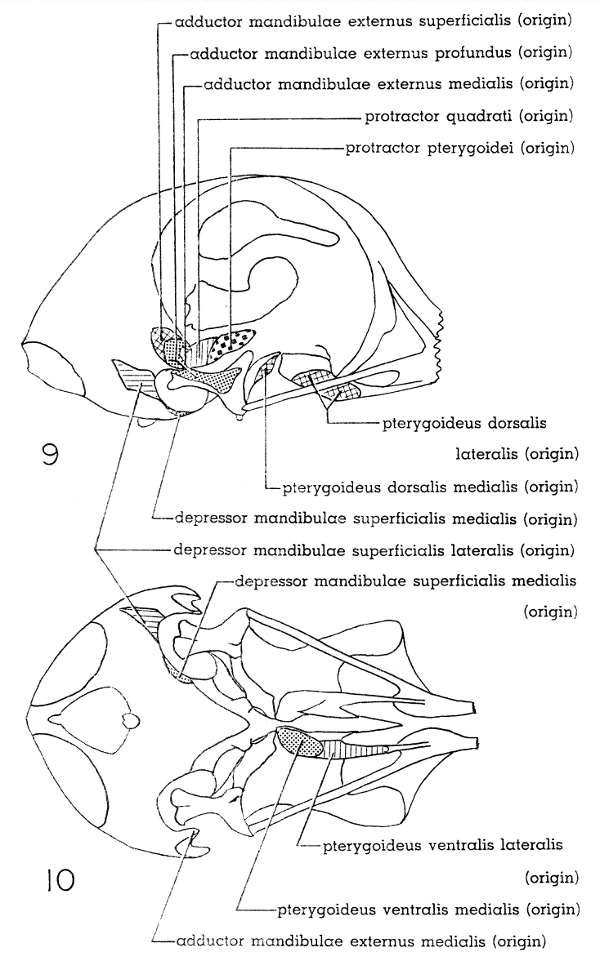 adductor mandibulae externus superficialis (origin)
adductor mandibulae externus profundus (origin)
adductor mandibulae externus medialis (origin)
protractor quadrati (origin)
protractor pterygoidei (origin)
9
pterygoideus dorsalis
lateralis (origin)
pterygoideus dorsalis medialis (origin)
depressor mandibulae superficialis medialis (origin)
depressor mandibulae superficialis lateralis (origin)
depressor mandibulae superficialis medialis
(origin)
10
pterygoideus ventralis lateralis
(origin)
pterygoideus ventralis medialis (origin)
adductor mandibulae externus medialis (origin)